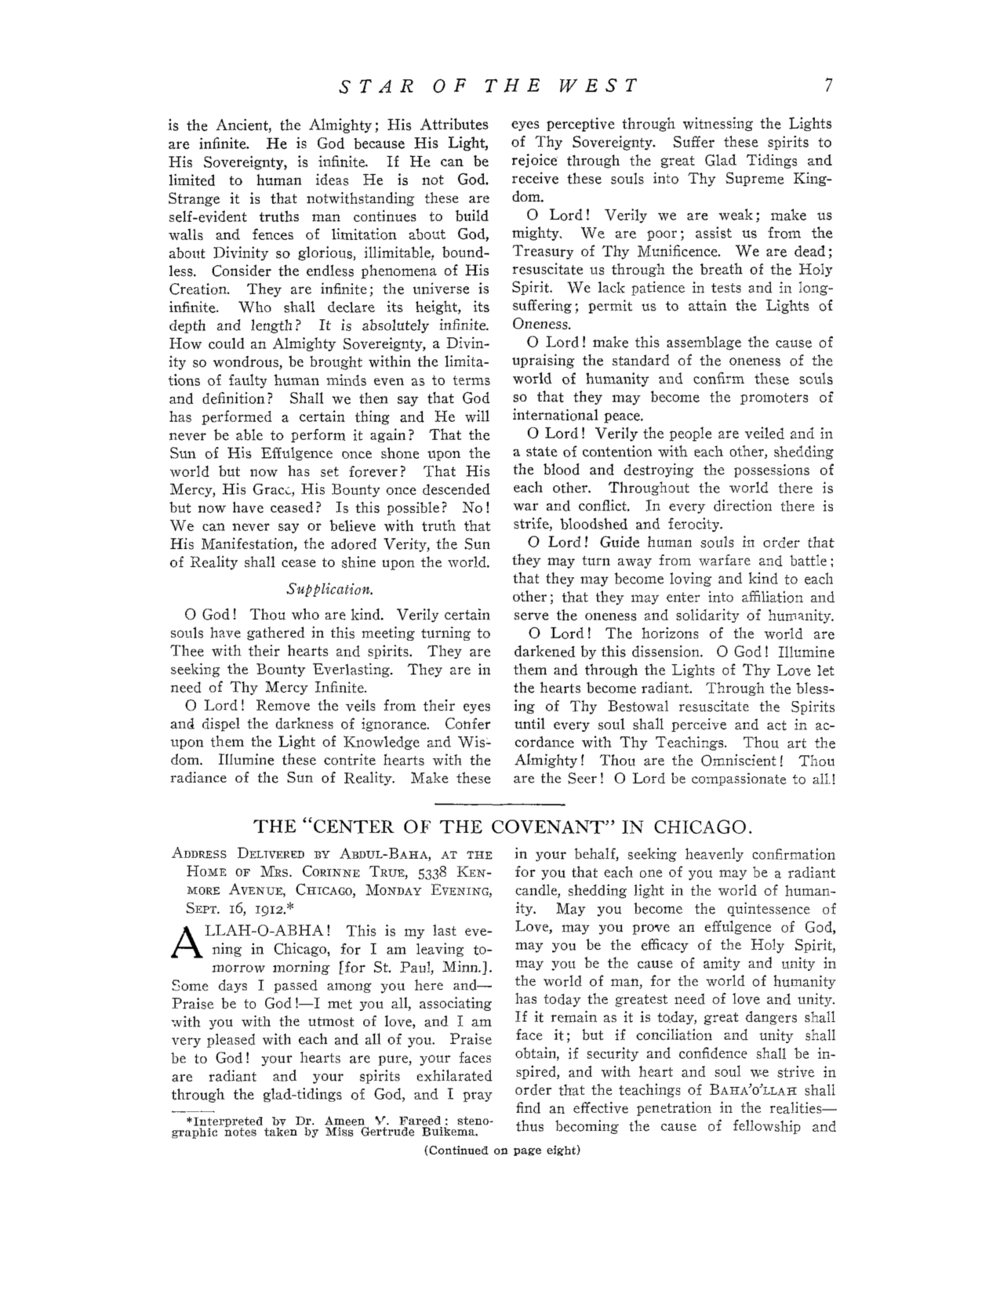 STAR OF THE WEST 7
is the Ancient, the Almighty; His Attributes
are infinite. He is God because His Light,
His Sovereignty, is infinite. If He can be
limited to human ideas He is not God.
Strange it is that notwithstanding these are
self-evident truths man continues to build
walls and fences of limitation about God,
about Divinity so glorious, illimitable, bound-
less. Consider the endless phenomena of His
Creation. They are infinite; the universe is
infinite. Who shall declare its height, its
depth and length? It is absolutely infinite.
How could an Almighty Sovereignty, a Divin-
ity so wondrous, be brought within the limita-
tions of faulty human minds even as to terms
and definition? Shall we then say that God
has performed a certain thing and He will
never be able to perform it again? That the
Sun of His Effulgence once shone upon the
world but now has set forever? That His
Mercy, His Grace, His Bounty once descended
but now have ceased? Is this possible? No!
We can never say or believe with truth that
His Manifestation, the adored Verity, the Sun
of Reality shall cease to shine upon the world.
Supplication.
O God! Thou who are kind. Verily certain
souls have gathered in this meeting turning to
Thee with their hearts and spirits. They are
seeking the Bounty Everlasting. They are in
need of Thy Mercy Infinite.
O Lord! Remove the veils from their eyes
and dispel the darkness of ignorance. Confer
upon them the Light of Knowledge and Wis-
dom. Illumine these contrite hearts with the
radiance of the Sun of Reality. Make these
eyes perceptive through witnessing the Lights
of Thy Sovereignty. Suffer these spirits to
rejoice through the great Glad Tidings and
receive these souls into Thy Supreme King-
dom.
O Lord! Verily we are weak; make us
mighty. We are poor; assist us from the
Treasury of Thy Munificence. We are dead;
resuscitate us through the breath of the Holy
Spirit. We lack patience in tests and in long-
suffering; permit us to attain the Lights of
Oneness.
O Lord! make this assemblage the cause of
upraising the standard of the oneness of the
world of humanity and confirm these souls
so that they may become the promoters of
international peace.
O Lord! Verily the people are veiled and in
a state of contention with each other, shedding
the blood and destroying the possessions of
each other. Throughout the world there is
war and conflict. In every direction there is
strife, bloodshed and ferocity.
O Lord! Guide human souls in order that
they may turn away from warfare and battle;
that they may become loving and kind to each
other; that they may enter into affiliation and
serve the oneness and solidarity of humanity.
O Lord! The horizons of the world are
darkened by this dissension. O God! Illumine
them and through the Lights of Thy Love let
the hearts become radiant. Through the bless-
ing of Thy Bestowal resuscitate the Spirits
until every soul shall perceive and act in ac-
cordance with Thy Teachings. Thou art the
Almighty! Thou are the Omniscient! Thou
are the Seer! O Lord be compassionate to all!
THE "CENTER OF THE COVENANT" IN CHICAGO.
ADDRESS DELIVERED BY ABDUL-BAHA, AT THE
HOME OF MRS. CORINNE TRUE, 5338 KEN-
MORE AVENUE, CHICAGO, MONDAY EVENING,
SEPT. 16, 1912.*
ALLAH-O-ABHA! This is my last eve-
ning in Chicago, for I am leaving to-
morrow morning [for St. Paul, Minn.].
Some days I passed among you here and—
Praise be to God!—I met you all, associating
with you with the utmost of love, and I am
very pleased with each and all of you. Praise
be to God! your hearts are pure, your faces
are radiant and your spirits exhilarated
through the glad-tidings of God, and I pray
*Interpreted by Dr. Ameen U. Fareed; steno-
graphic notes taken by Miss Gertrude Buikema.
in your behalf, seeking heavenly confirmation
for you that each one of you may be a radiant
candle, shedding light in the world of human-
ity. May you become the quintessence of
Love, may you prove an effulgence of God,
may you be the efficacy of the Holy Spirit,
may you be the cause of amity and unity in
the world of man, for the world of humanity
has today the greatest need of love and unity.
If it remain as it is today, great dangers shall
face it; but if conciliation and unity shall
obtain, if security and confidence shall be in-
spired, and with heart and soul we strive in
order that the teachings of BAHA'O'LLAH shall
find an effective penetration in the realities—
thus becoming the cause of fellowship and
(Continued on page eight)